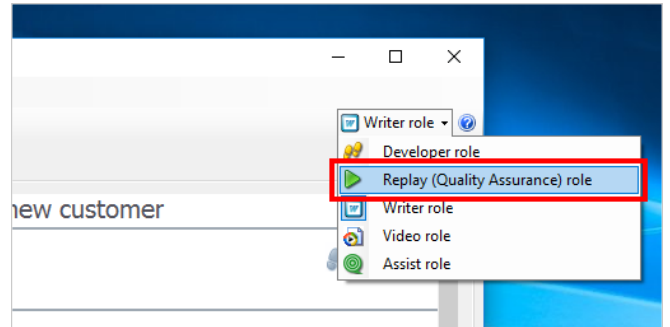 Writer role
Developer role
Replay (Quality Assurance) role
new customer
Writer role
Video role
Assist role